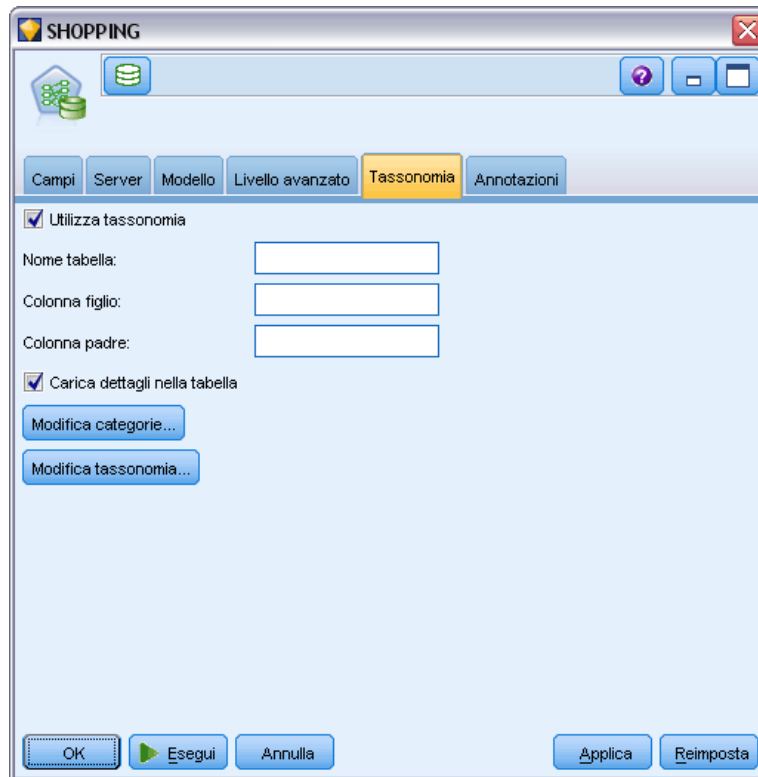 SHOPPING
?
Campi Server Modello Livello avanzato Tassonomia Annotazioni
Utilizza tassonomia
Nome tabella:
Colonna figlio:
Colonna padre:
Carica dettagli nella tabella
Modifica categorie...
Modifica tassonomia...
OK Esegui Annulla Applica Reimposta